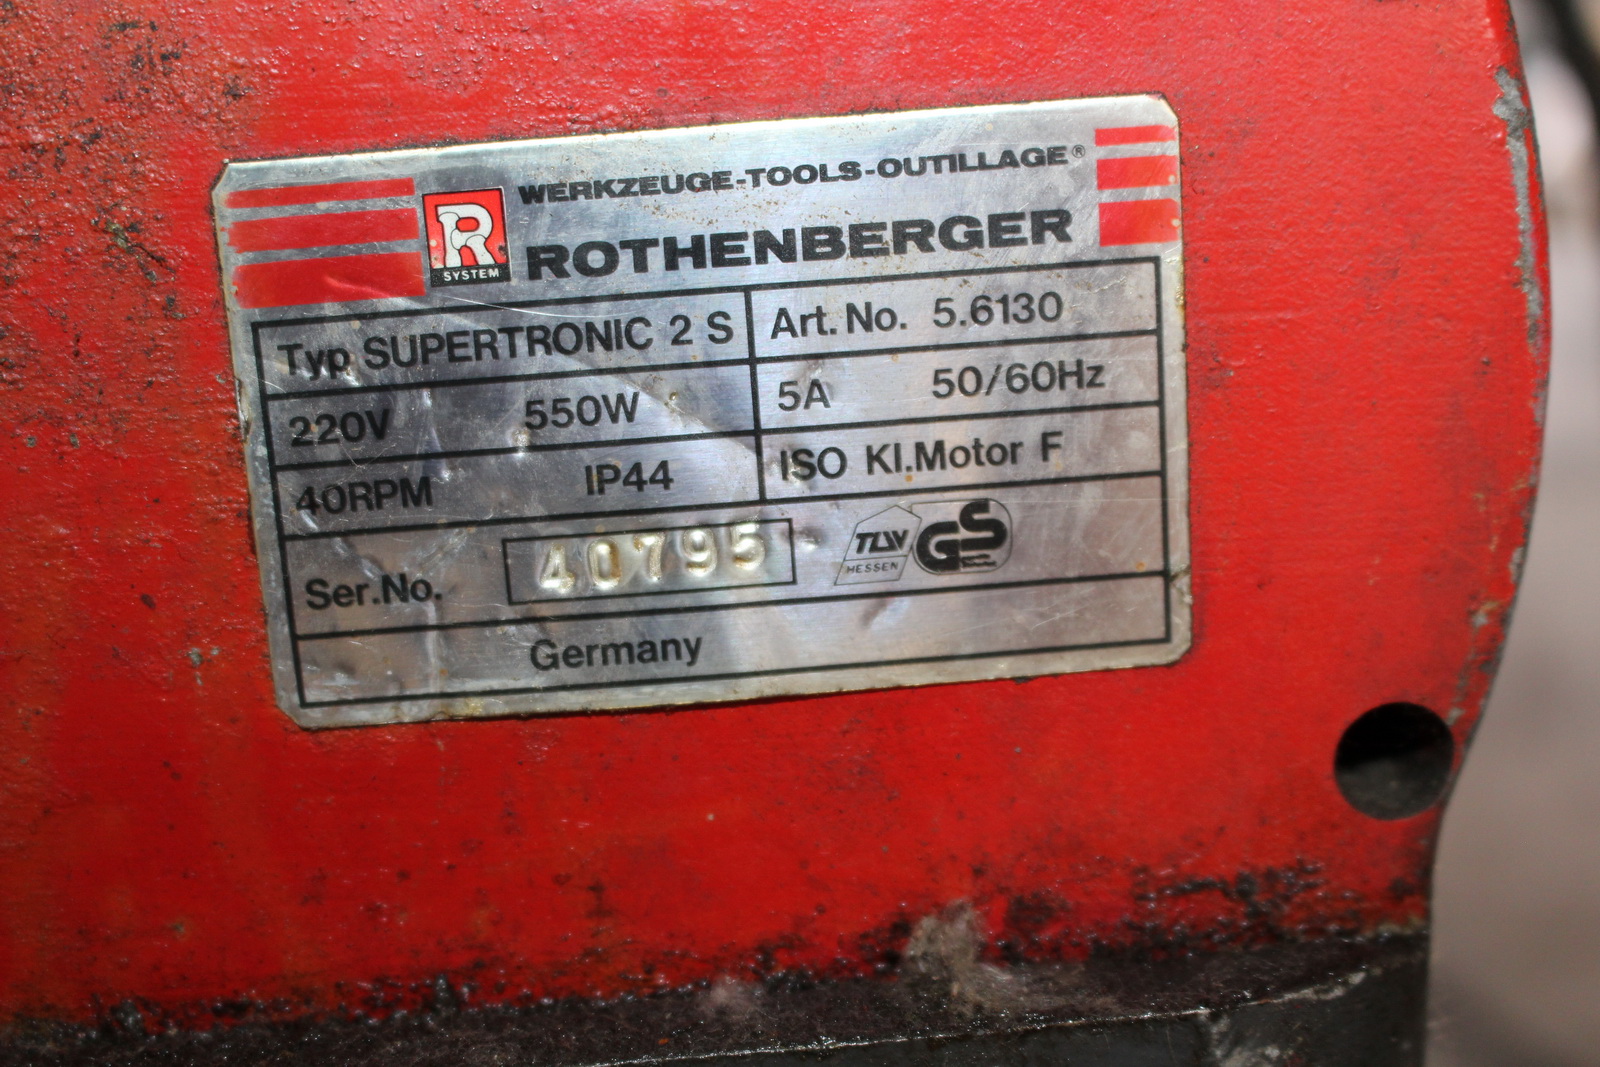 WERKZEUGE-TOOLS-OUTILLAGE®
R
SYSTEM
ROTHENBERGER
Typ SUPERTRONIC 2 S
Art. No. 5.6130
220V 550W
5A 50/60Hz
40RPM IP44
ISO Kl.Motor F
Ser.No. 40795
TÜV
HESSEN
GS
Germany